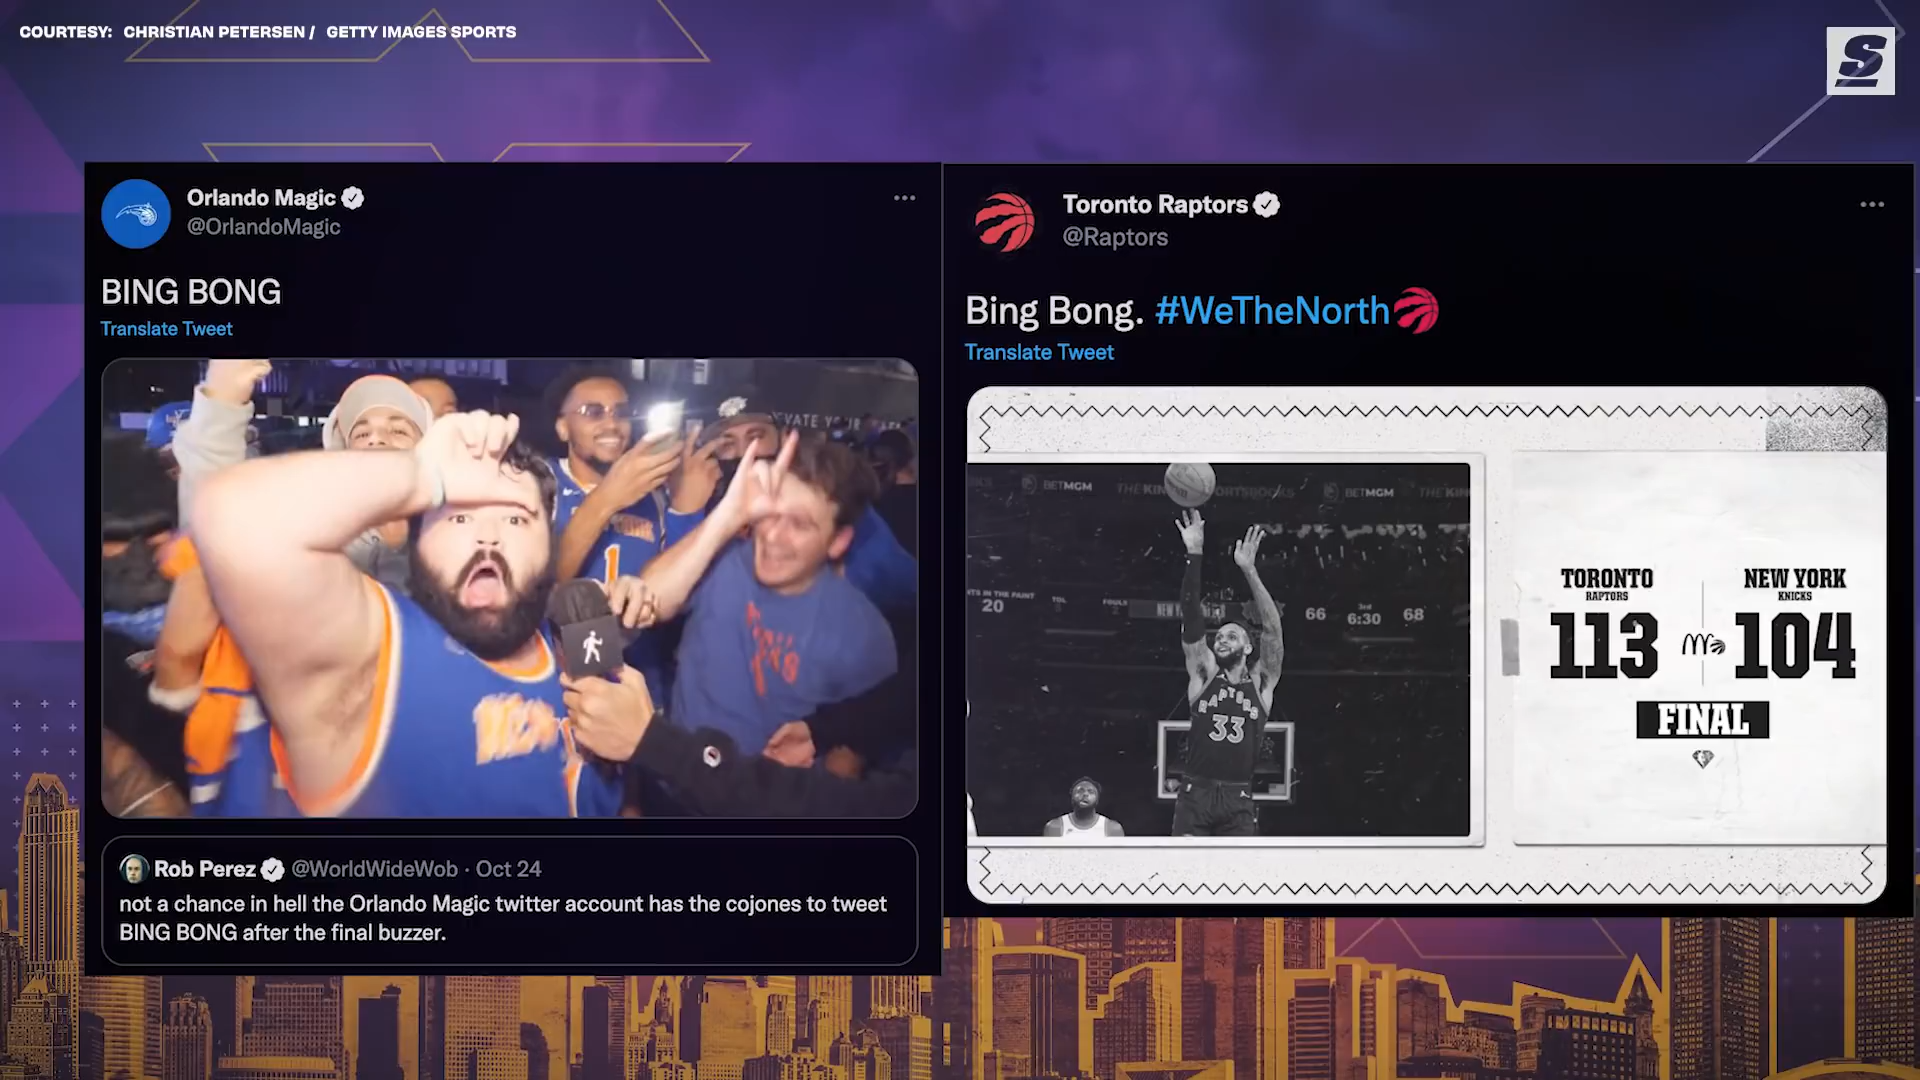 COURTESY: CHRISTIAN PETERSEN / GETTY IMAGES SPORTS
S
Orlando Magic
@OrlandoMagic
BING BONG
Translate Tweet
Rob Perez @WorldWideWob · Oct 24
not a chance in hell the Orlando Magic twitter account has the cojones to tweet
BING BONG after the final buzzer.
Toronto Raptors
@Raptors
Bing Bong. #WeTheNorth
Translate Tweet
BETMGM
BETMGM
20
66
3rd
6:30
68
RAPTORS
33
TORONTO
RAPTORS
113
NEW YORK
KNICKS
104
FINAL